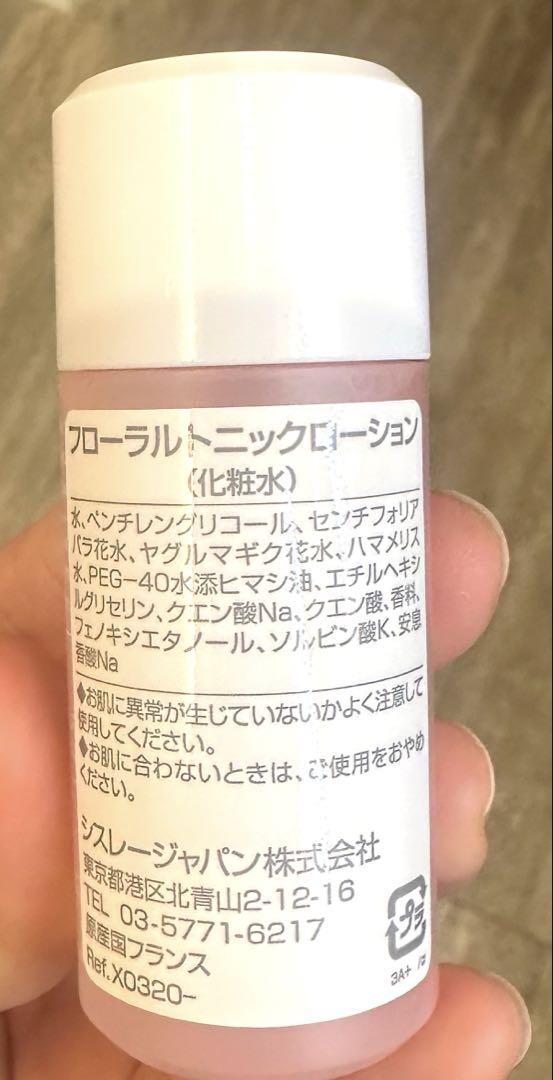 フローラルトニックローション
(化粧水)
水、ペンチレングリコール、センチフォリア
バラ花水、ヤグルマギク花水、ハマメリス
水、PEG-40水添ヒマシ油、エチルヘキシ
ルグリセリン、クエン酸Na、クエン酸、香料、
フェノキシエタノール、ソルビン酸K、安息
香酸Na
◆お肌に異常が生じていないかよく注意して
使用してください。
◆お肌に合わないときは、ご使用をおやめ
ください。
シスレージャパン株式会社
東京都港区北青山2-12-16
TEL 03-5771-6217
原産国フランス
Ref.X0320-
プラ
3A+